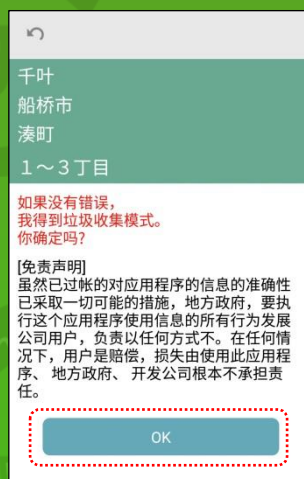 千叶
船桥市
湊町
1～3丁目
如果没有错误，
我得到垃圾收集模式。
你确定吗?
[免责声明]
虽然已过帐的对应用程序的信息的准确性
已采取一切可能的措施，地方政府，要执
行这个应用程序使用信息的所有行为发展
公司用户，负责以任何方式不。在任何情
况下，用户是赔偿，损失由使用此应用程
序、 地方政府、 开发公司根本不承担责
任。
OK